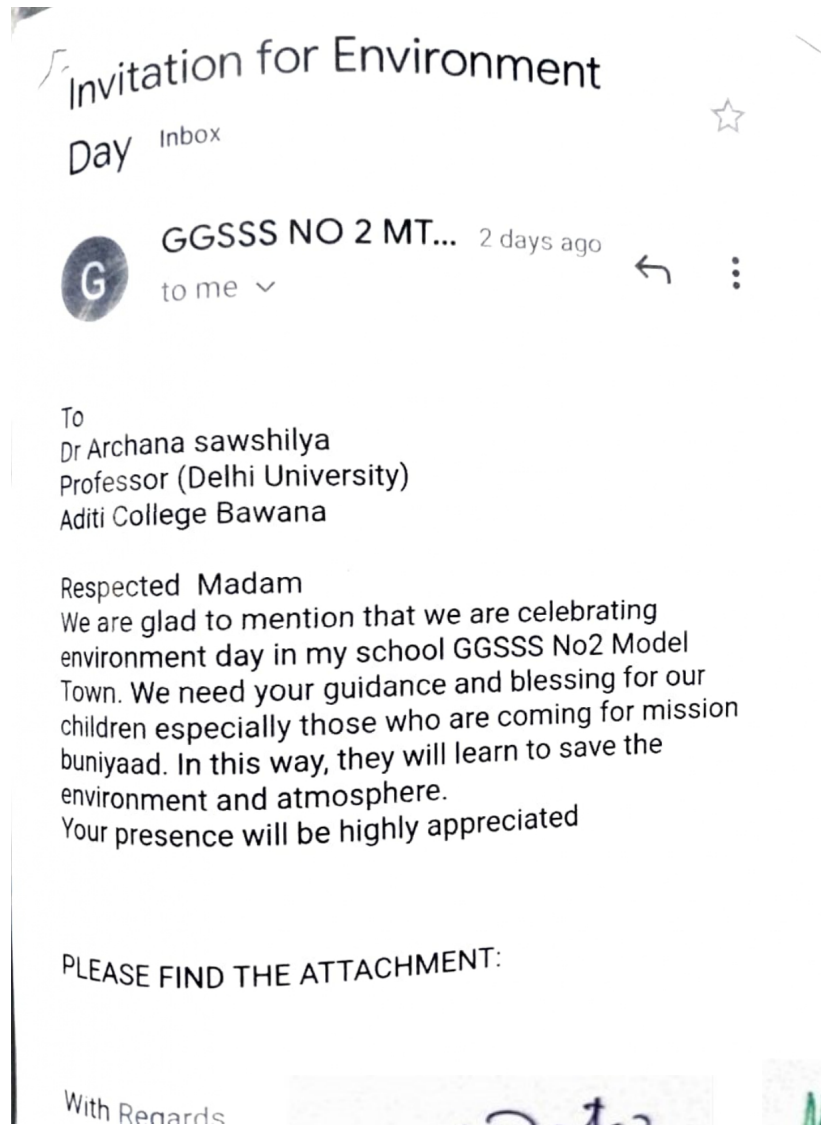 Invitation for Environment
Day Inbox
G GGSSS NO 2 MT... 2 days ago
to me
To
Dr Archana sawshilya
Professor (Delhi University)
Aditi College Bawana
Respected Madam
We are glad to mention that we are celebrating
environment day in my school GGSSS No2 Model
Town. We need your guidance and blessing for our
children especially those who are coming for mission
buniyaad. In this way, they will learn to save the
environment and atmosphere.
Your presence will be highly appreciated
PLEASE FIND THE ATTACHMENT:
With Regards